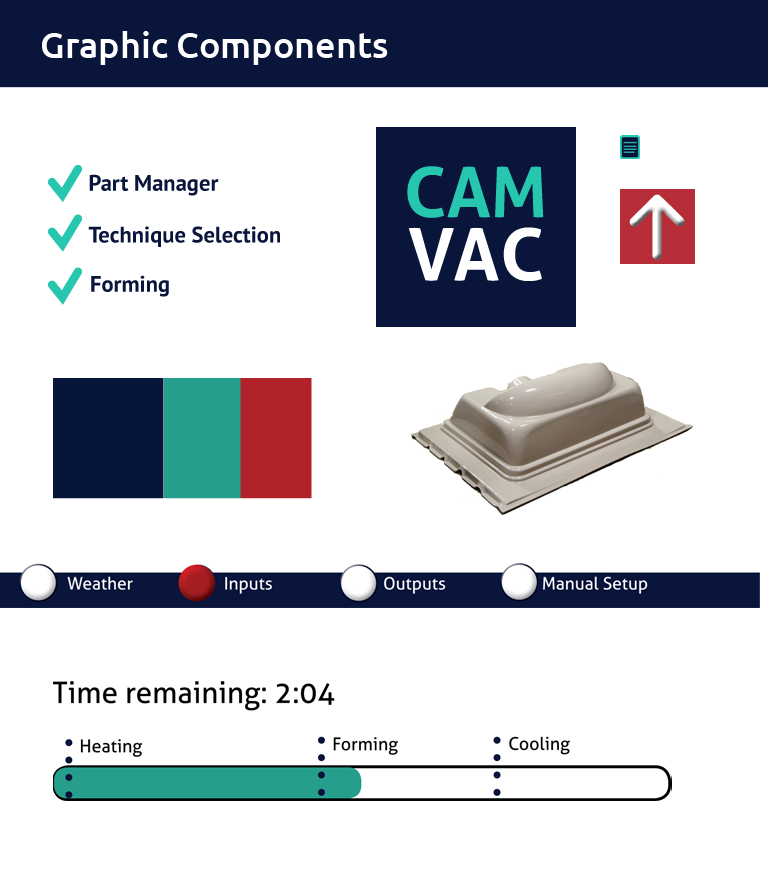 Graphic Components
Part Manager
Technique Selection
Forming
CAM
VAC
Weather
Inputs
Outputs
Manual Setup
Time remaining: 2:04
Heating
Forming
Cooling